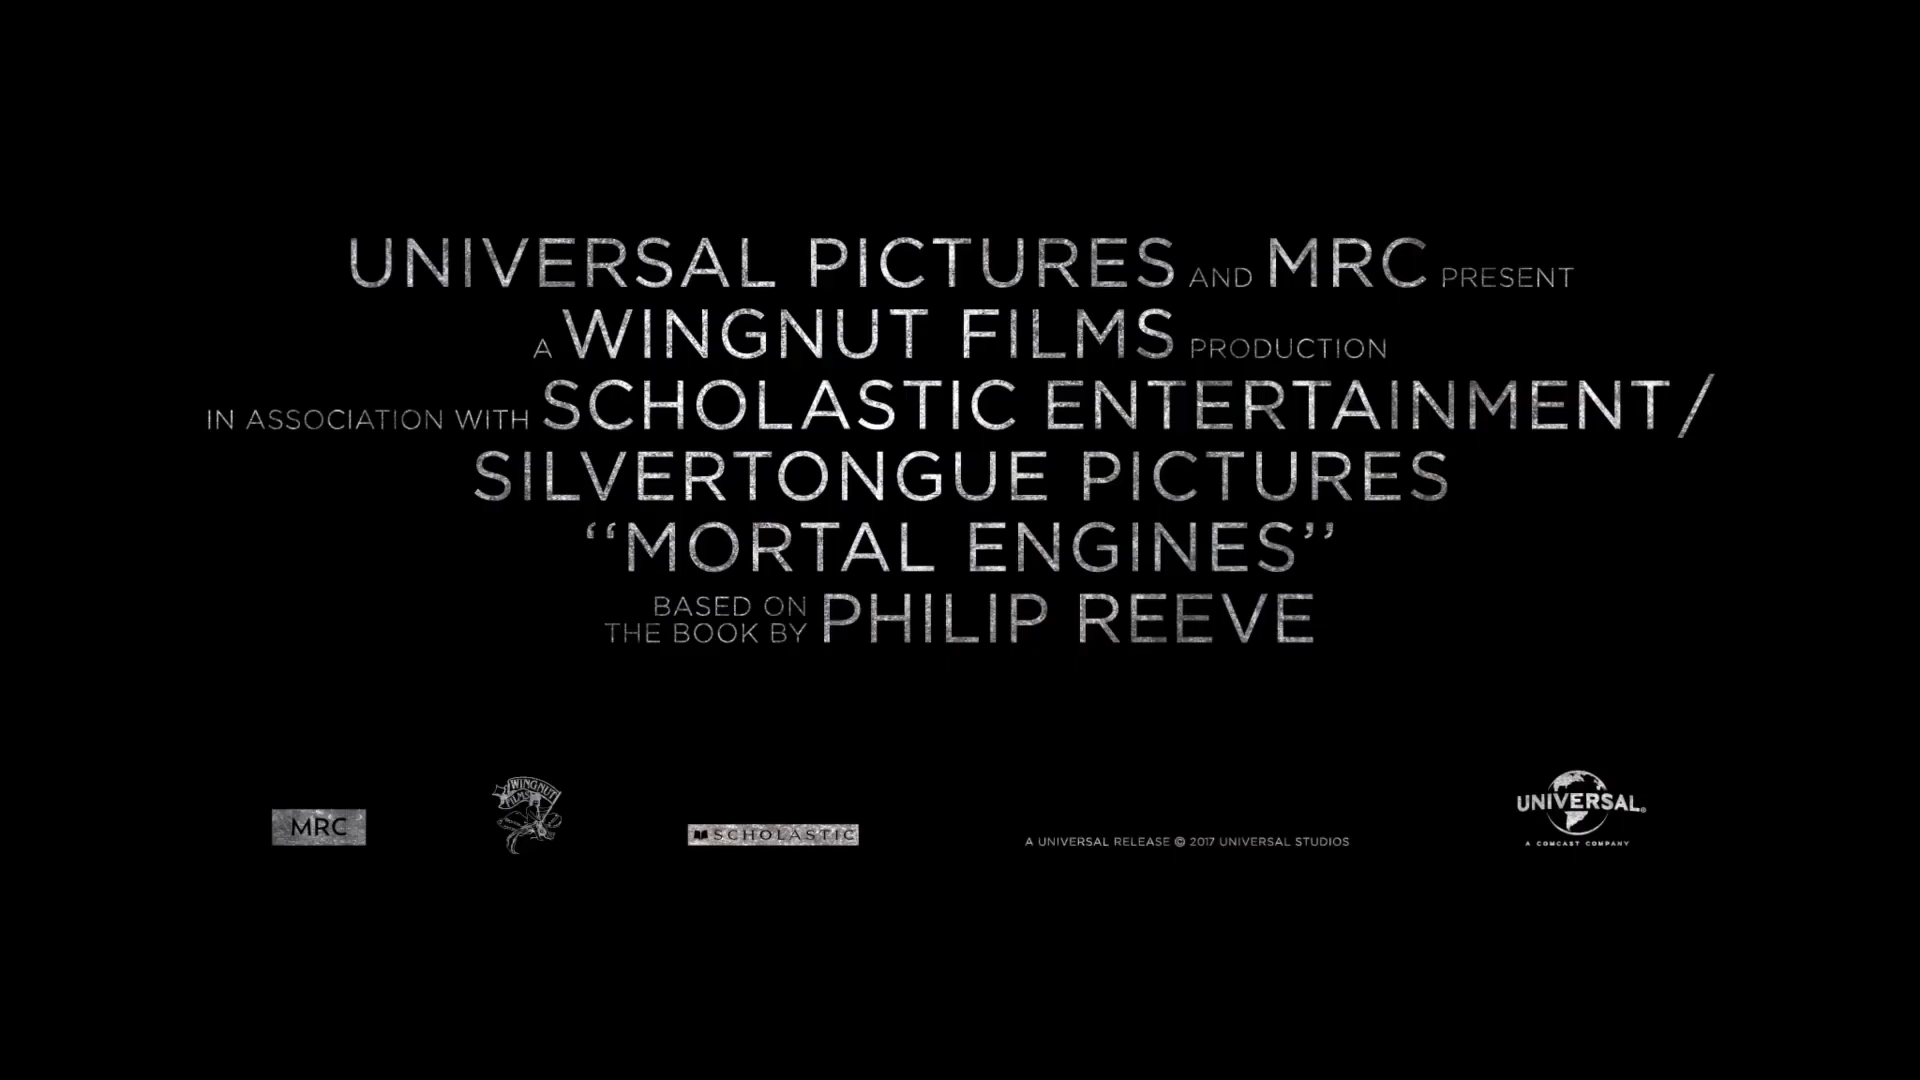 UNIVERSAL PICTURES AND MRC PRESENT
A WINGNUT FILMS PRODUCTION
IN ASSOCIATION WITH SCHOLASTIC ENTERTAINMENT/
SILVERTONGUE PICTURES
“MORTAL ENGINES”
BASED ON
THE BOOK BY PHILIP REEVE
MRC
WINGNUT
FILMS
SCHOLASTIC
A UNIVERSAL RELEASE © 2017 UNIVERSAL STUDIOS
UNIVERSAL®
A COMCAST COMPANY